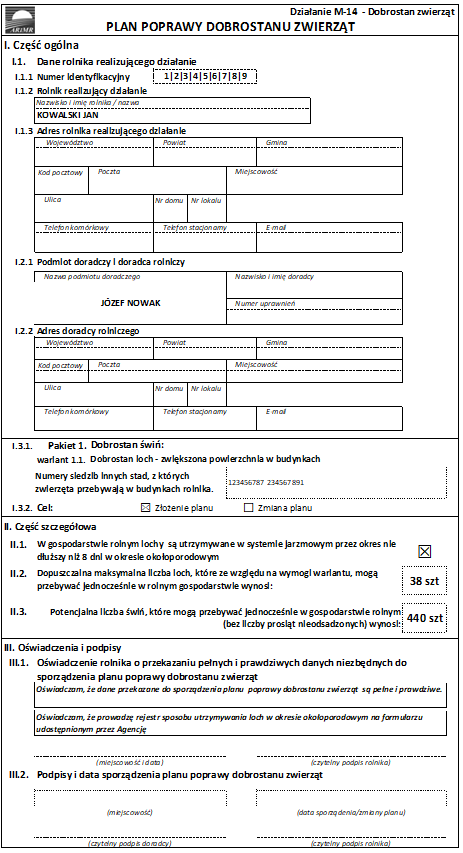 ARIMR
Działanie M-14 - Dobrostan zwierząt
PLAN POPRAWY DOBROSTANU ZWIERZĄT
I. Część ogólna
I.1. Dane rolnika realizującego działanie
I.1.1 Numer Identyfikacyjny 1|2|3|4|5|6|7|8|9
I.1.2 Rolnik realizujący działanie
Nazwisko i imię rolnika / nazwa
KOWALSKI JAN
I.1.3 Adres rolnika realizującego działanie
Województwo Powiat Gmina
Kod pocztowy Poczta Miejscowość
Ulica Nr domu Nr lokalu
Telefon komórkowy Telefon stacjonarny E-mail
I.2.1 Podmiot doradczy i doradca rolniczy
Nazwa podmiotu doradczego Nazwisko i imię doradcy
JÓZEF NOWAK
Numer uprawnień
I.2.2 Adres doradcy rolniczego
Województwo Powiat Gmina
Kod pocztowy Poczta Miejscowość
Ulica Nr domu Nr lokalu
Telefon komórkowy Telefon stacjonarny E-mail
I.3.1. Pakiet 1. Dobrostan świń:
warlant 1.1. Dobrostan loch - zwiększona powierzchnia w budynkach
Numery siedzib innych stad, z których
zwierzęta przebywają w budynkach rolnika.
123456787 234567891
I.3.2. Cel: Złożenie planu Zmiana planu
II. Część szczegółowa
II.1. W gospodarstwie rolnym lochy są utrzymywane w systemie jarzmowym przez okres nie
dłuższy niż 8 dni w okresie okołoporodowym
II.2. Dopuszczalna maksymalna liczba loch, które ze względu na wymogi wariantu, mogą
przebywać jednocześnie w rolnym gospodarstwie wynosi:
38 szt
II.3. Potencjalna liczba świń, które mogą przebywać jednocześnie w gospodarstwie rolnym
(bez liczby prosiąt nieodsadzonych) wynosi:
440 szt
III. Oświadczenia i podpisy
III.1. Oświadczenie rolnika o przekazaniu pełnych i prawdziwych danych niezbędnych do
sporządzenia planu poprawy dobrostanu zwierząt
Oświadczam, że dane przekazane do sporządzenia planu poprawy dobrostanu zwierząt są pełne i prawdziwe.
Oświadczam, że prowadzę rejestr sposobu utrzymywania loch w okresie okołoporodowym na formularzu
udostępnionym przez Agencję
(miejscowość i data) (czytelny podpis rolnika)
III.2. Podpisy i data sporządzenia planu poprawy dobrostanu zwierząt
(miejscowość) (data sporządzenia/zmiany planu)
(czytelny podpis doradcy) (czytelny podpis rolnika)